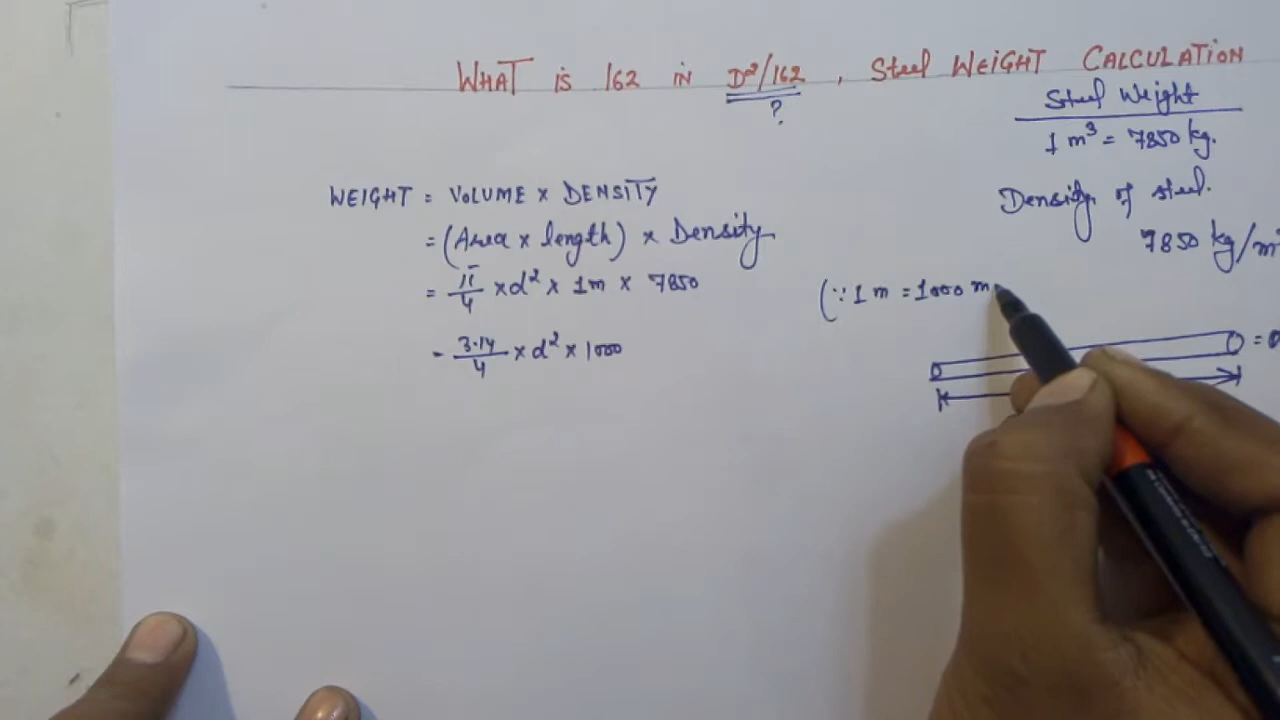 WHAT is 162 in D²/162 , Steel WEIGHT CALCULATION
?
Steel Weight
1 m³ = 7850 kg.
Density of steel.
7850 kg/m³
WEIGHT = VOLUME × DENSITY
= (Area × length) × Density
= π/4 × d² × 1m × 7850
= 3.14/4 × d² × 1000
(∵ 1 m = 1000 m